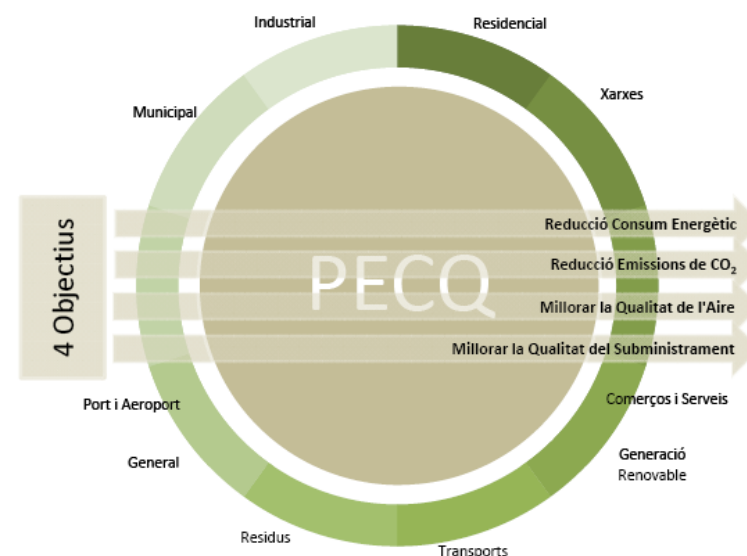 Industrial
Residencial
Xarxes
Municipal
4 Objectius
Reducció Consum Energètic
Reducció Emissions de CO₂
PECQ
Millorar la Qualitat de l'Aire
Millorar la Qualitat del Subministrament
Port i Aeroport
Comerços i Serveis
General
Generació
Renovable
Residus
Transports